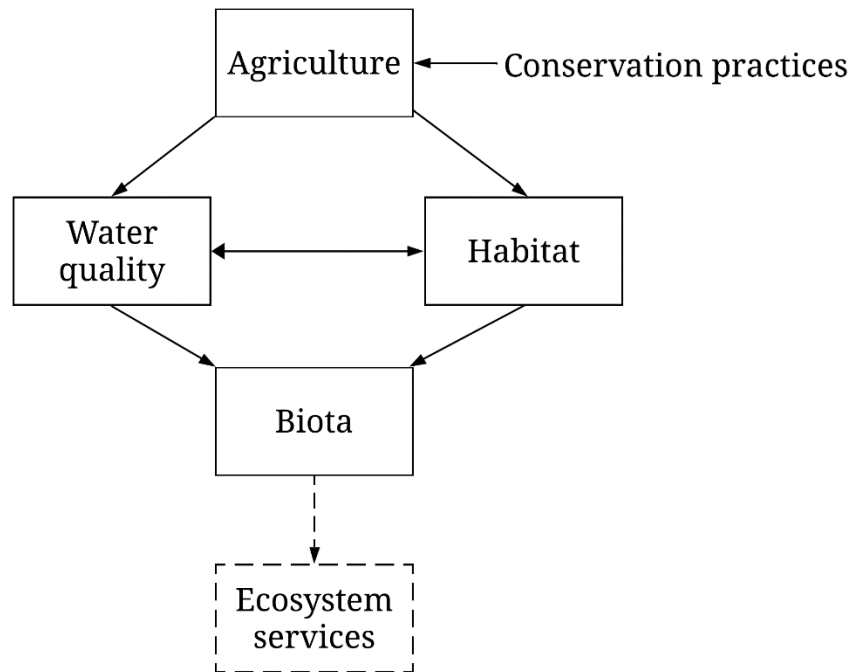 Agriculture
Conservation practices
Water
quality
Habitat
Biota
Ecosystem
services